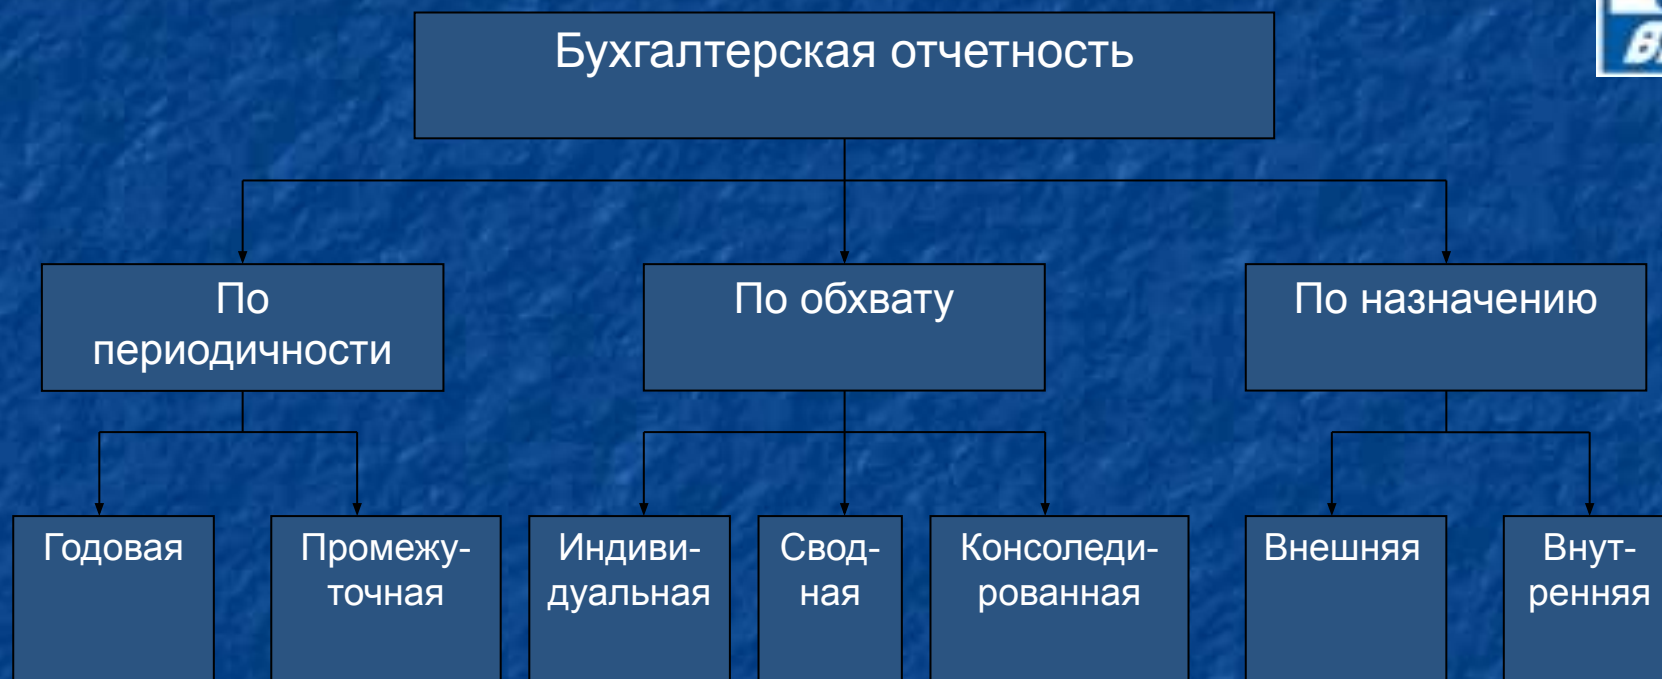 Бухгалтерская отчетность
По
периодичности
По обхвату
По назначению
Годовая
Промежу-
точная
Индиви-
дуальная
Свод-
ная
Консоледи-
рованная
Внешняя
Внут-
ренняя